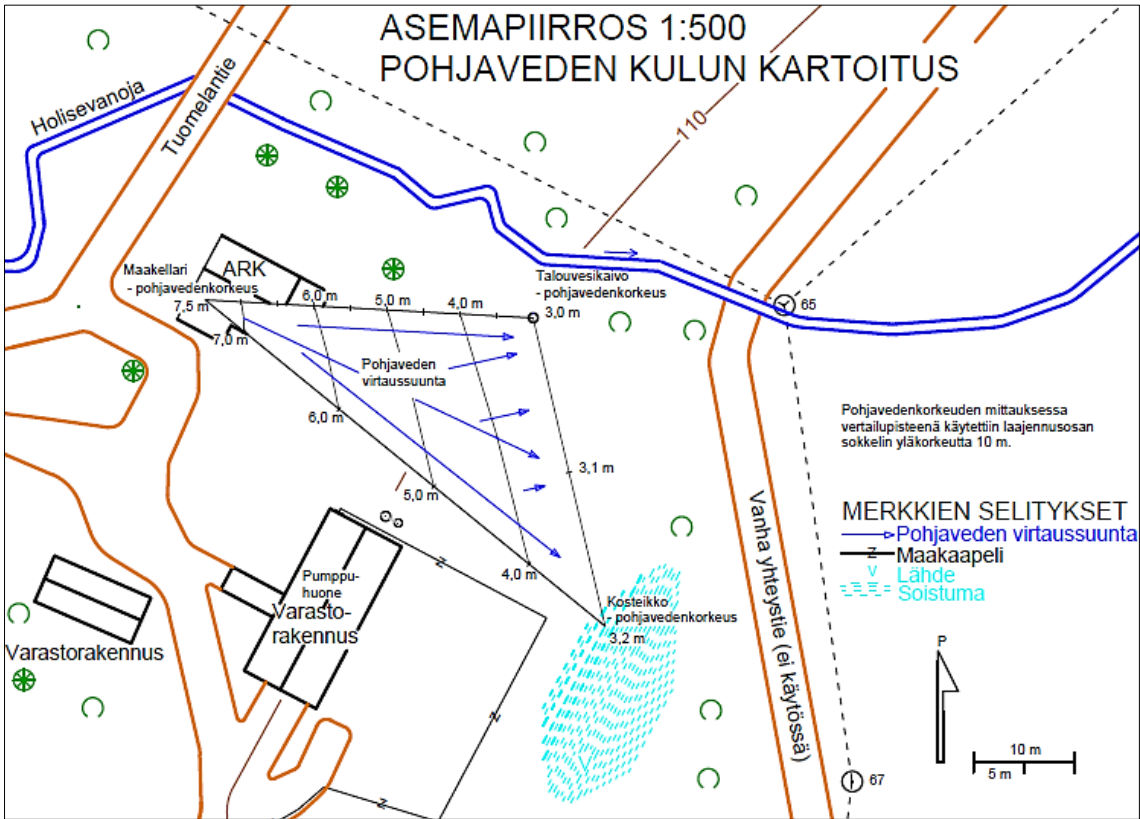 ASEMAPIIRROS 1:500
POHJAVEDEN KULUN KARTOITUS
Holisevanoja
Tuomelantie
110
ARK
Maakellari
- pohjavedenkorkeus
7,5 m
7,0 m
6,0 m
5,0 m
4,0 m
Talouvesikaivo
- pohjavedenkorkeus
3,0 m
65
Pohjaveden
virtaussuunta
6,0 m
5,0 m
4,0 m
3,1 m
Pohjavedenkorkeuden mittauksessa
vertailupisteenä käytettiin laajennusosan
sokkelin yläkorkeutta 10 m.
MERKKIEN SELITYKSET
Pohjaveden virtaussuunta
Z Maakaapeli
V Lähde
Soistuma
Vanha yhteystie (ei käytössä)
Z
Pumppu-
huone
Varasto-
rakennus
Varastorakennus
Kosteikko
- pohjavedenkorkeus
3,2 m
Z
Z
V
P
10 m
5 m
67